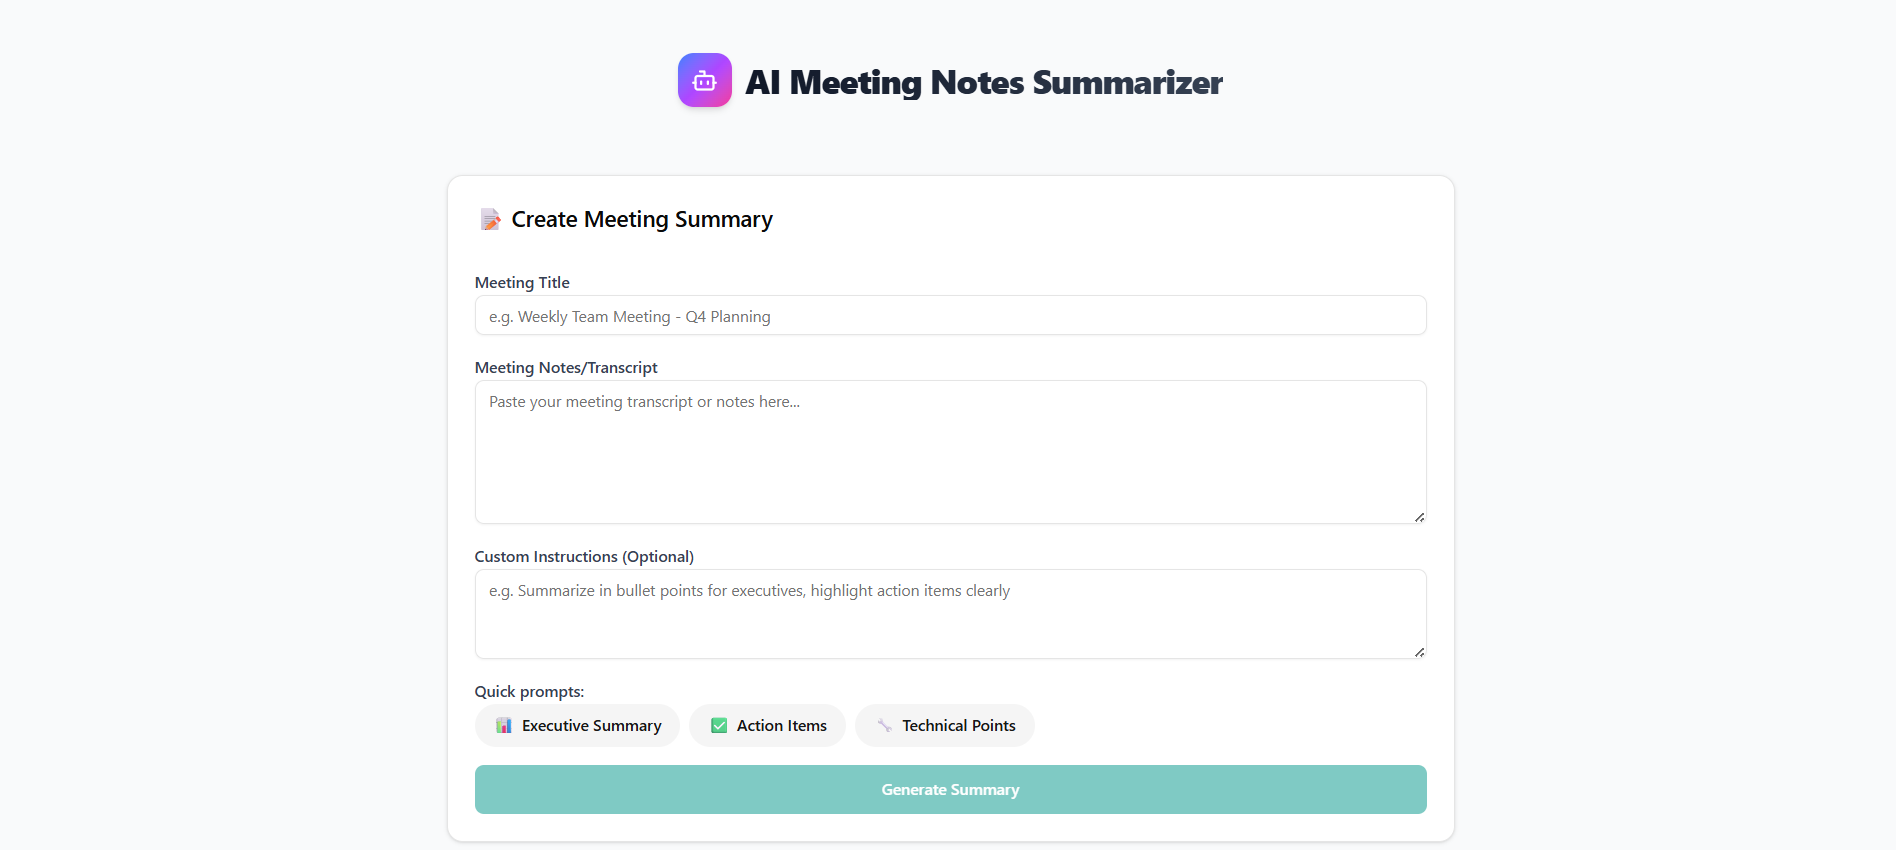 AI Meeting Notes Summarizer
Create Meeting Summary
Meeting Title
e.g. Weekly Team Meeting - Q4 Planning
Meeting Notes/Transcript
Paste your meeting transcript or notes here...
Custom Instructions (Optional)
e.g. Summarize in bullet points for executives, highlight action items clearly
Quick prompts:
Executive Summary Action Items Technical Points
Generate Summary